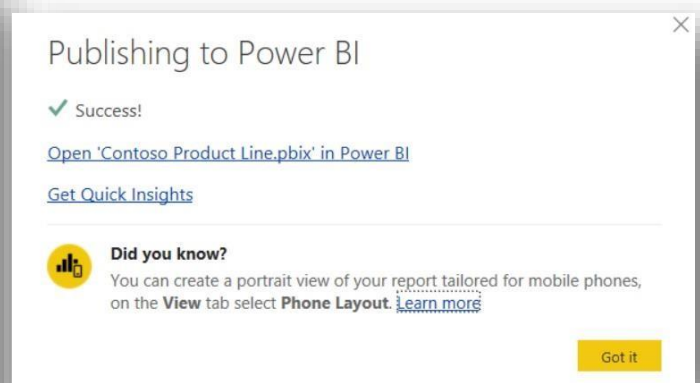 Publishing to Power BI
Success!
Open 'Contoso Product Line.pbix' in Power BI
Get Quick Insights
Did you know?
You can create a portrait view of your report tailored for mobile phones,
on the View tab select Phone Layout. Learn more
Got it